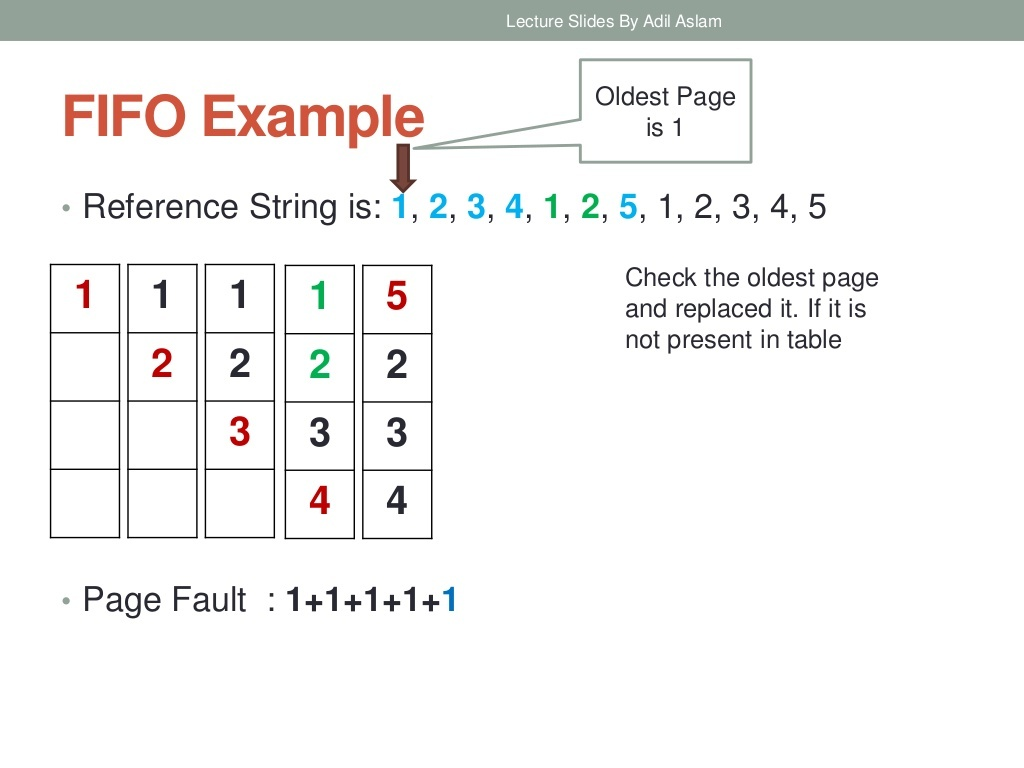 Lecture Slides By Adil Aslam
Oldest Page
is 1
FIFO Example
• Reference String is: 1, 2, 3, 4, 1, 2, 5, 1, 2, 3, 4, 5
1 1 1 1 5
2 2 2 2
3 3 3
4 4
Check the oldest page
and replaced it. If it is
not present in table
• Page Fault : 1+1+1+1+1